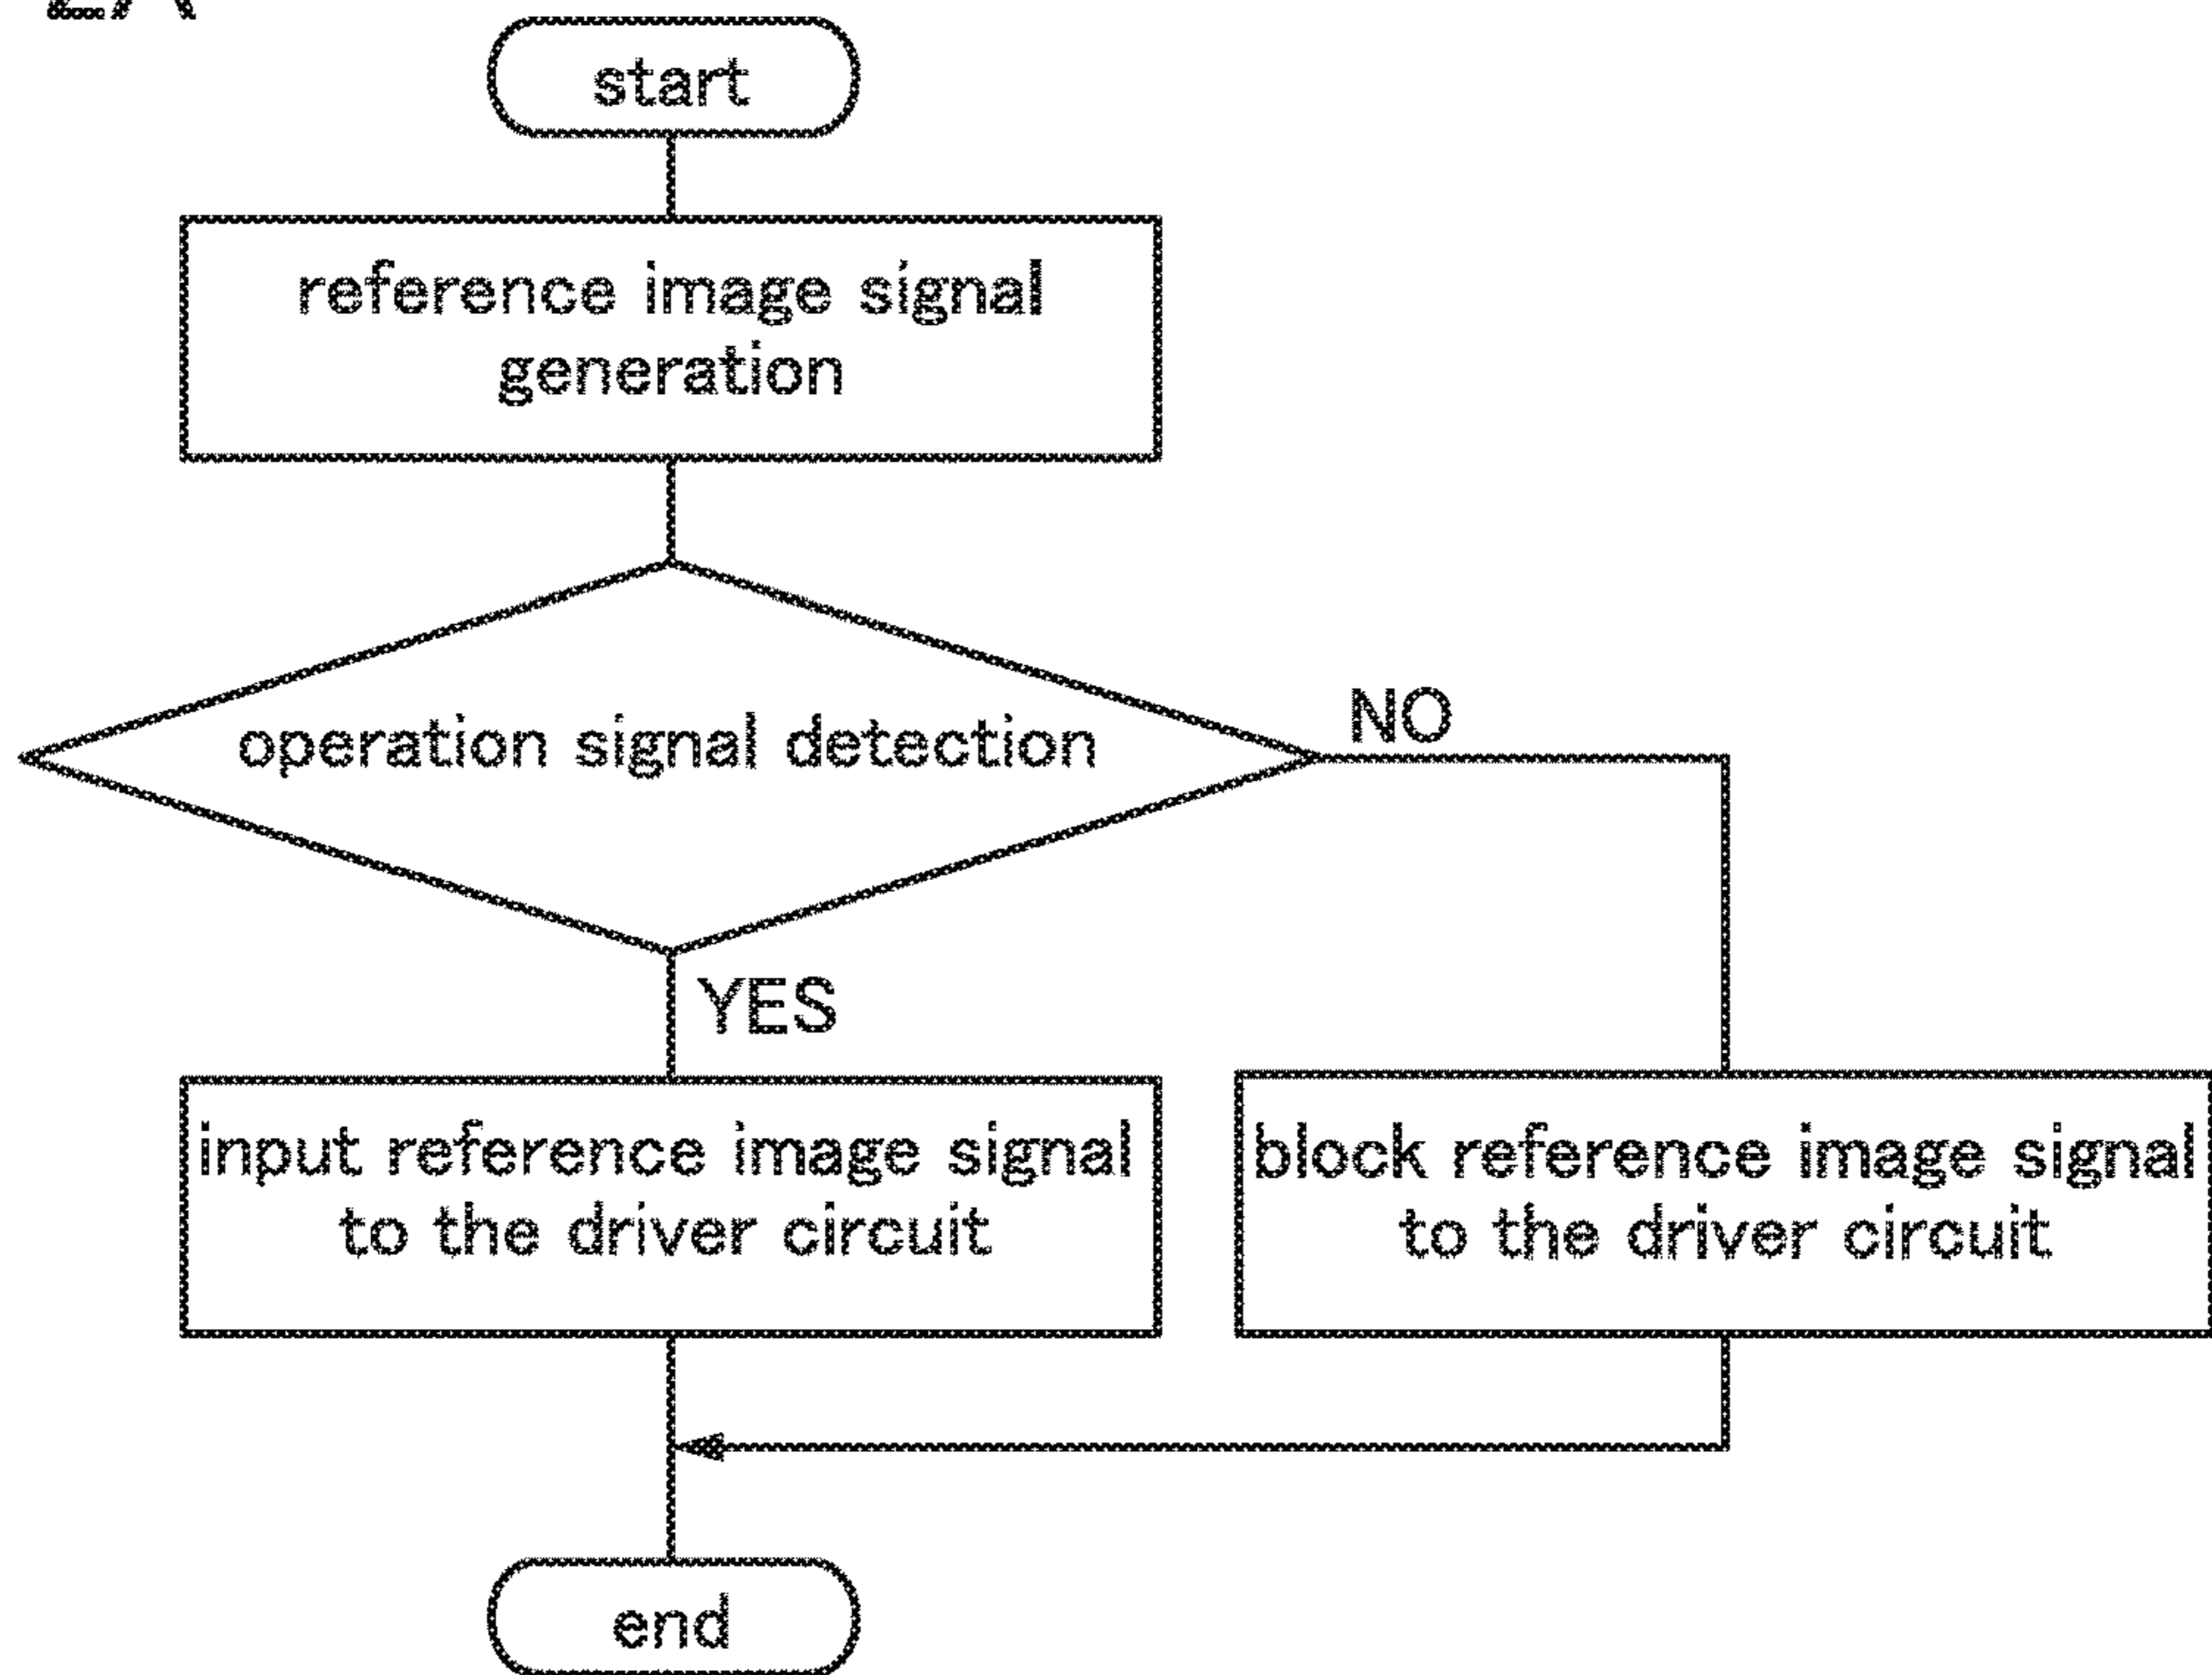 start
reference image signal
generation
operation signal detection
NO
YES
input reference image signal
to the driver circuit
block reference image signal
to the driver circuit
end